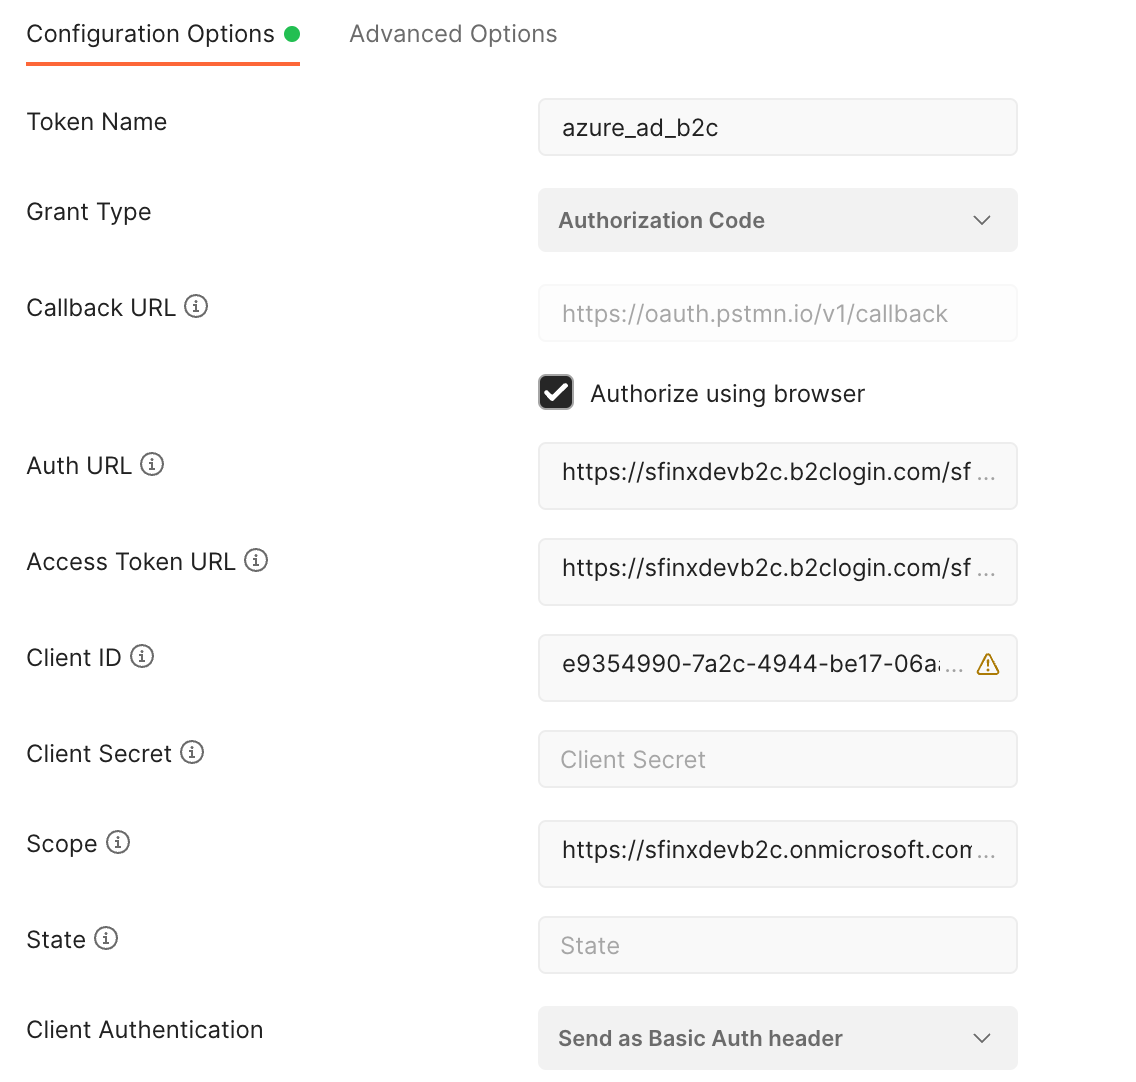 Configuration Options
Advanced Options
Token Name
azure_ad_b2c
Grant Type
Authorization Code
Callback URL
https://oauth.pstmn.io/v1/callback
Authorize using browser
Auth URL
https://sfinxdevb2c.b2clogin.com/sf ...
Access Token URL
https://sfinxdevb2c.b2clogin.com/sf ...
Client ID
e9354990-7a2c-4944-be17-06a...
Client Secret
Client Secret
Scope
https://sfinxdevb2c.onmicrosoft.com...
State
State
Client Authentication
Send as Basic Auth header